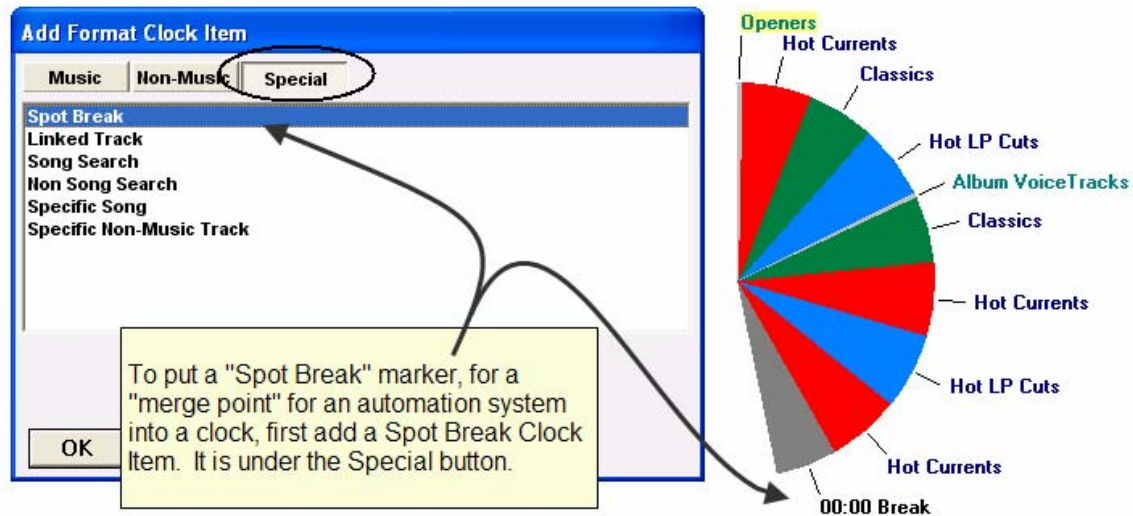 Add Format Clock Item
Music Non-Music Special
Spot Break
Linked Track
Song Search
Non Song Search
Specific Song
Specific Non-Music Track
To put a "Spot Break" marker, for a
"merge point" for an automation system
into a clock, first add a Spot Break Clock
Item. It is under the Special button.
OK
Openers
Hot Currents
Classics
Hot LP Cuts
Album VoiceTracks
Classics
Hot Currents
Hot LP Cuts
Hot Currents
00:00 Break